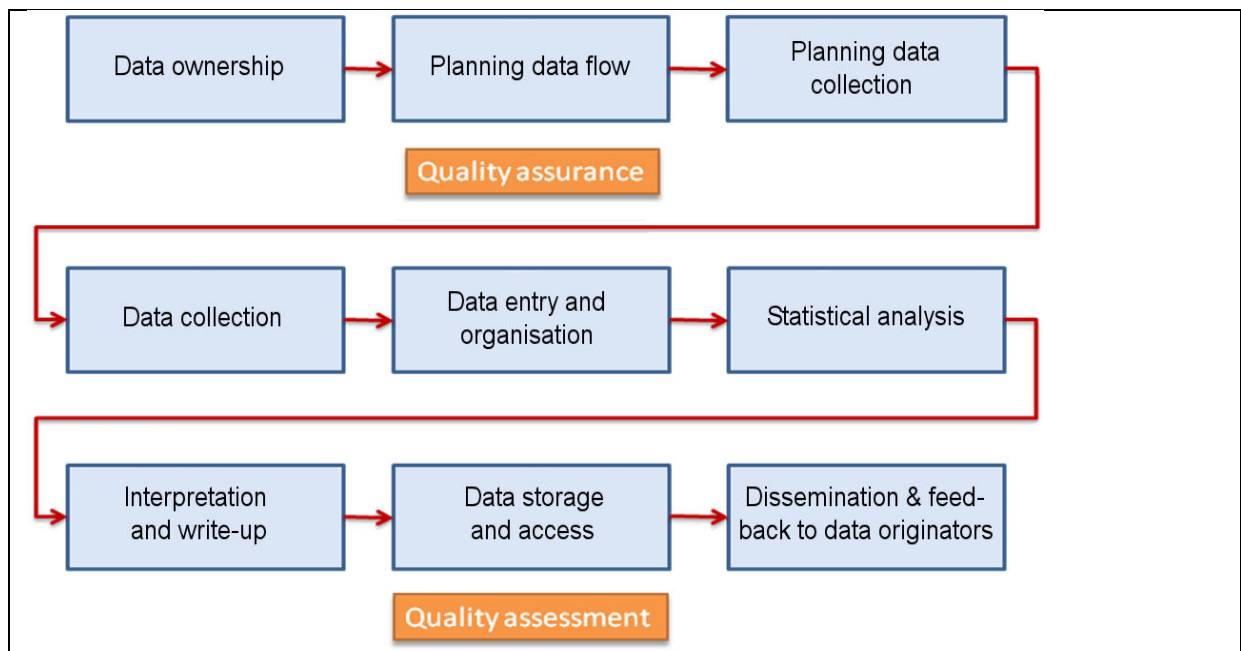 Data ownership
Planning data flow
Planning data
collection
Quality assurance
Data collection
Data entry and
organisation
Statistical analysis
Interpretation
and write-up
Data storage
and access
Dissemination & feed-
back to data originators
Quality assessment